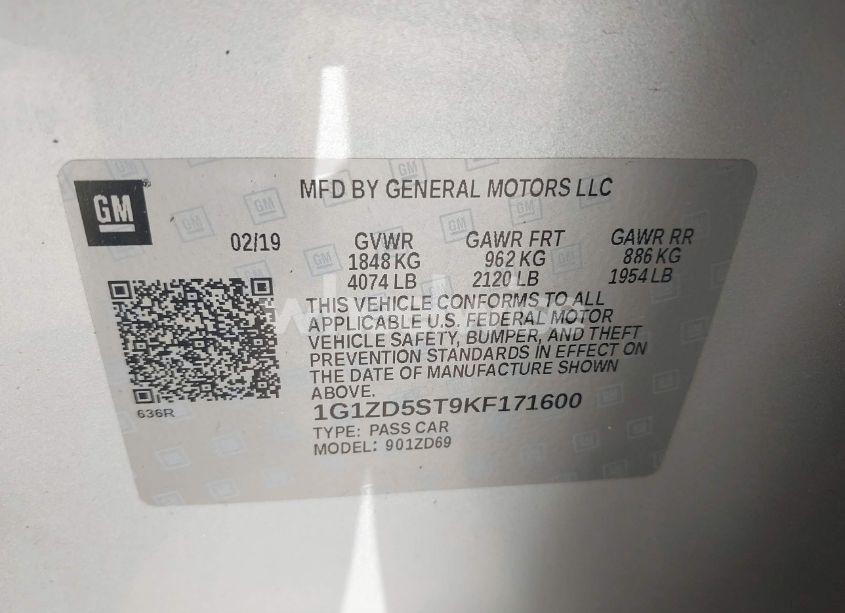 GM
MFD BY GENERAL MOTORS LLC
02/19 GVWR GAWR FRT GAWR RR
1848 KG 962 KG 886 KG
4074 LB 2120 LB 1954 LB
THIS VEHICLE CONFORMS TO ALL
APPLICABLE U.S. FEDERAL MOTOR
VEHICLE SAFETY, BUMPER, AND THEFT
PREVENTION STANDARDS IN EFFECT ON
THE DATE OF MANUFACTURE SHOWN
ABOVE.
636R
1G1ZD5ST9KF171600
TYPE: PASS CAR
MODEL: 901ZD69